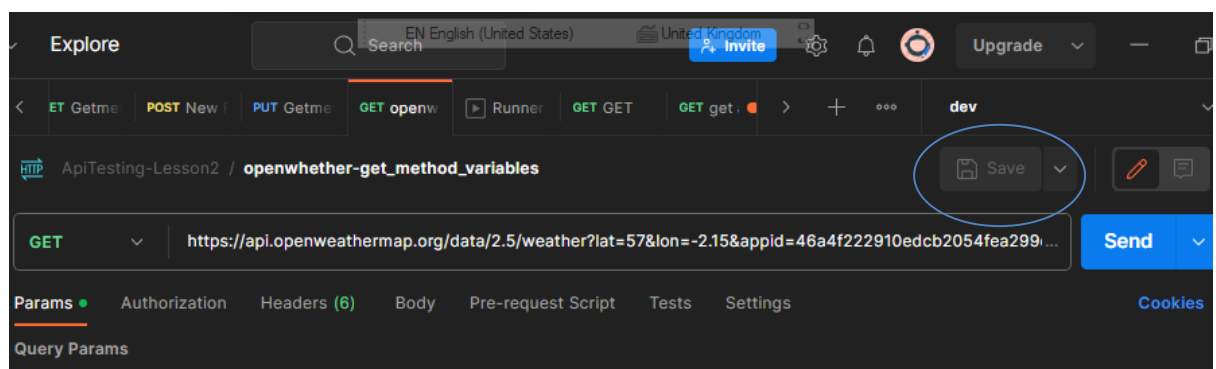 Explore Search EN English (United States) United Kingdom Invite Upgrade
ET Getme POST New PUT Getme GET openw Runner GET GET GET get dev
HTTP ApiTesting-Lesson2 / openwhether-get_method_variables Save
GET https://api.openweathermap.org/data/2.5/weather?lat=57&lon=-2.15&appid=46a4f222910edcb2054fea299... Send
Params Authorization Headers (6) Body Pre-request Script Tests Settings Cookies
Query Params